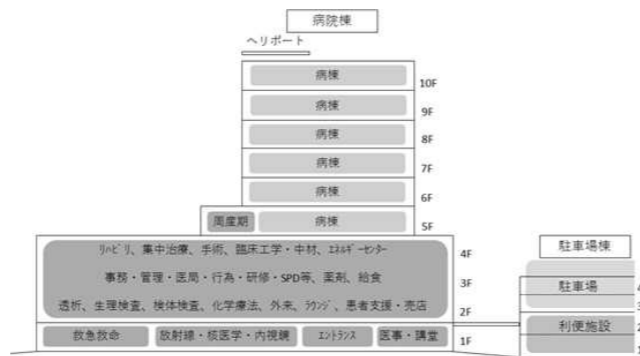 病院棟
ヘリポート
病棟
10F
病棟
9F
病棟
8F
病棟
7F
病棟
6F
周産期
病棟
5F
リハビリ、集中治療、手術、臨床工学・中材、エネルギーセンター
4F
事務・管理・医局・行為・研修・SPD等、薬剤、給食
3F
透析、生理検査、検体検査、化学療法、外来、ラウンジ、患者支援・売店
2F
救急救命
放射線・核医学・内視鏡
エントランス
医事・講堂
1F
駐車場棟
駐車場
4
3
利便施設
2
1